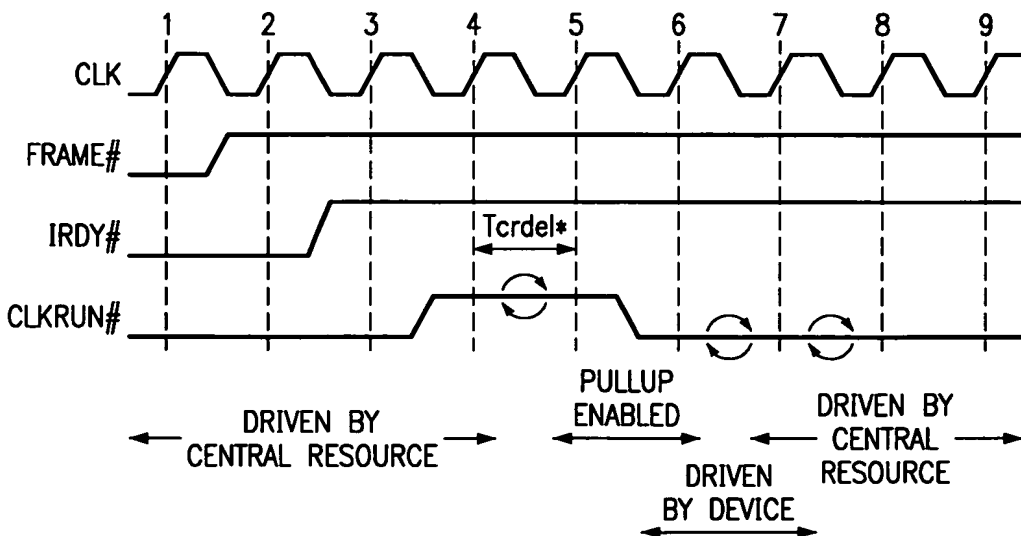 1 2 3 4 5 6 7 8 9
CLK
FRAME#
IRDY#
Tcrdel*
CLKRUN#
PULLUP
ENABLED
DRIVEN BY
CENTRAL RESOURCE
DRIVEN BY
CENTRAL
RESOURCE
DRIVEN
BY DEVICE